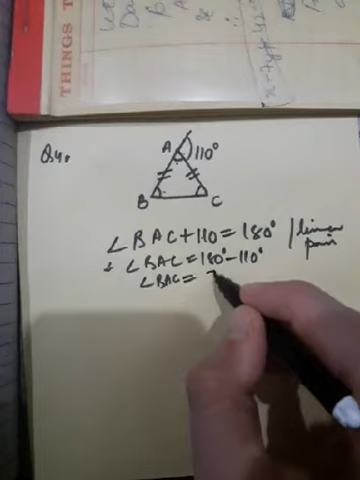 THINGS T
Q4.
A 110°
B C
∠BAC+110=180° /linear pair
∠BAC=180°-110°
∠BAC=